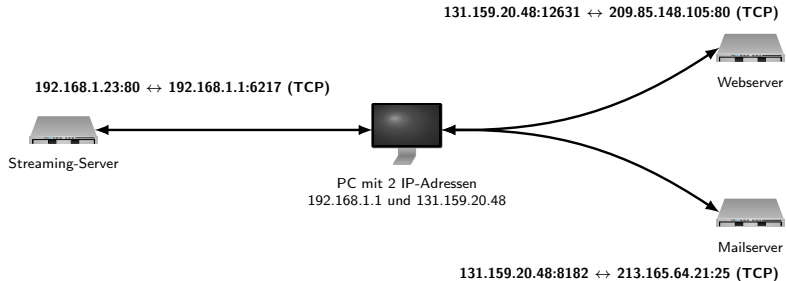 131.159.20.48:12631 ↔ 209.85.148.105:80 (TCP)
Webserver
192.168.1.23:80 ↔ 192.168.1.1:6217 (TCP)
Streaming-Server
PC mit 2 IP-Adressen
192.168.1.1 und 131.159.20.48
Mailserver
131.159.20.48:8182 ↔ 213.165.64.21:25 (TCP)